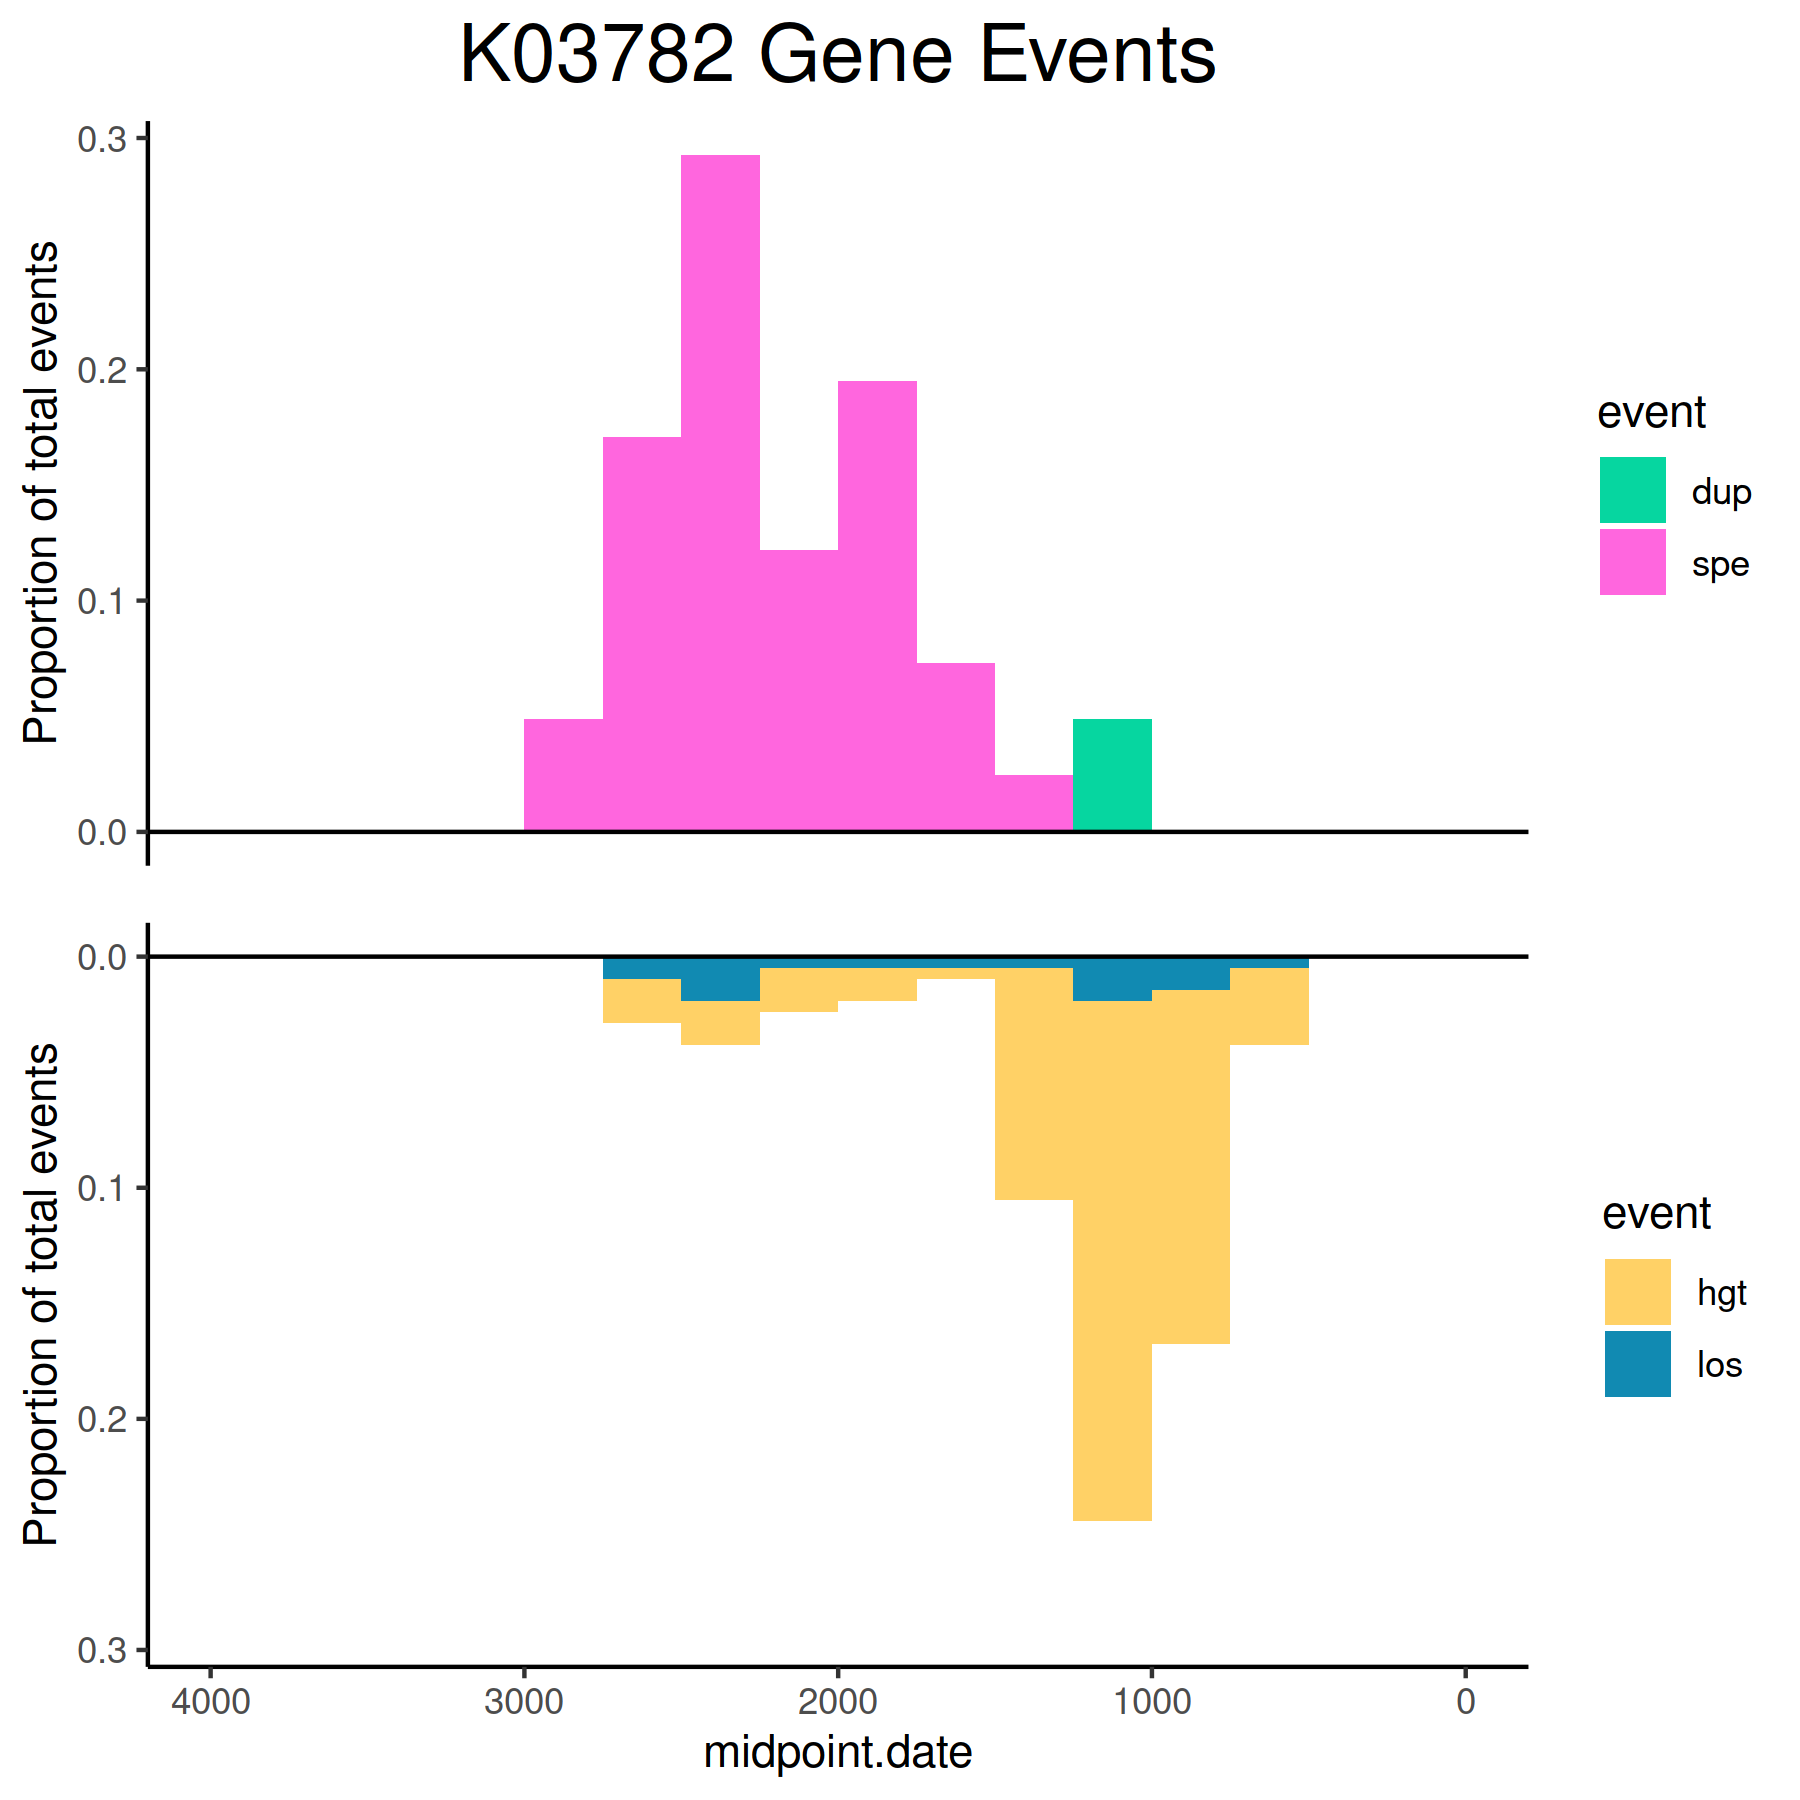 K03782 Gene Events
Proportion of total events
0.3
0.2
0.1
0.0
event
dup
spe
Proportion of total events
0.0
0.1
0.2
0.3
event
hgt
los
4000 3000 2000 1000 0
midpoint.date